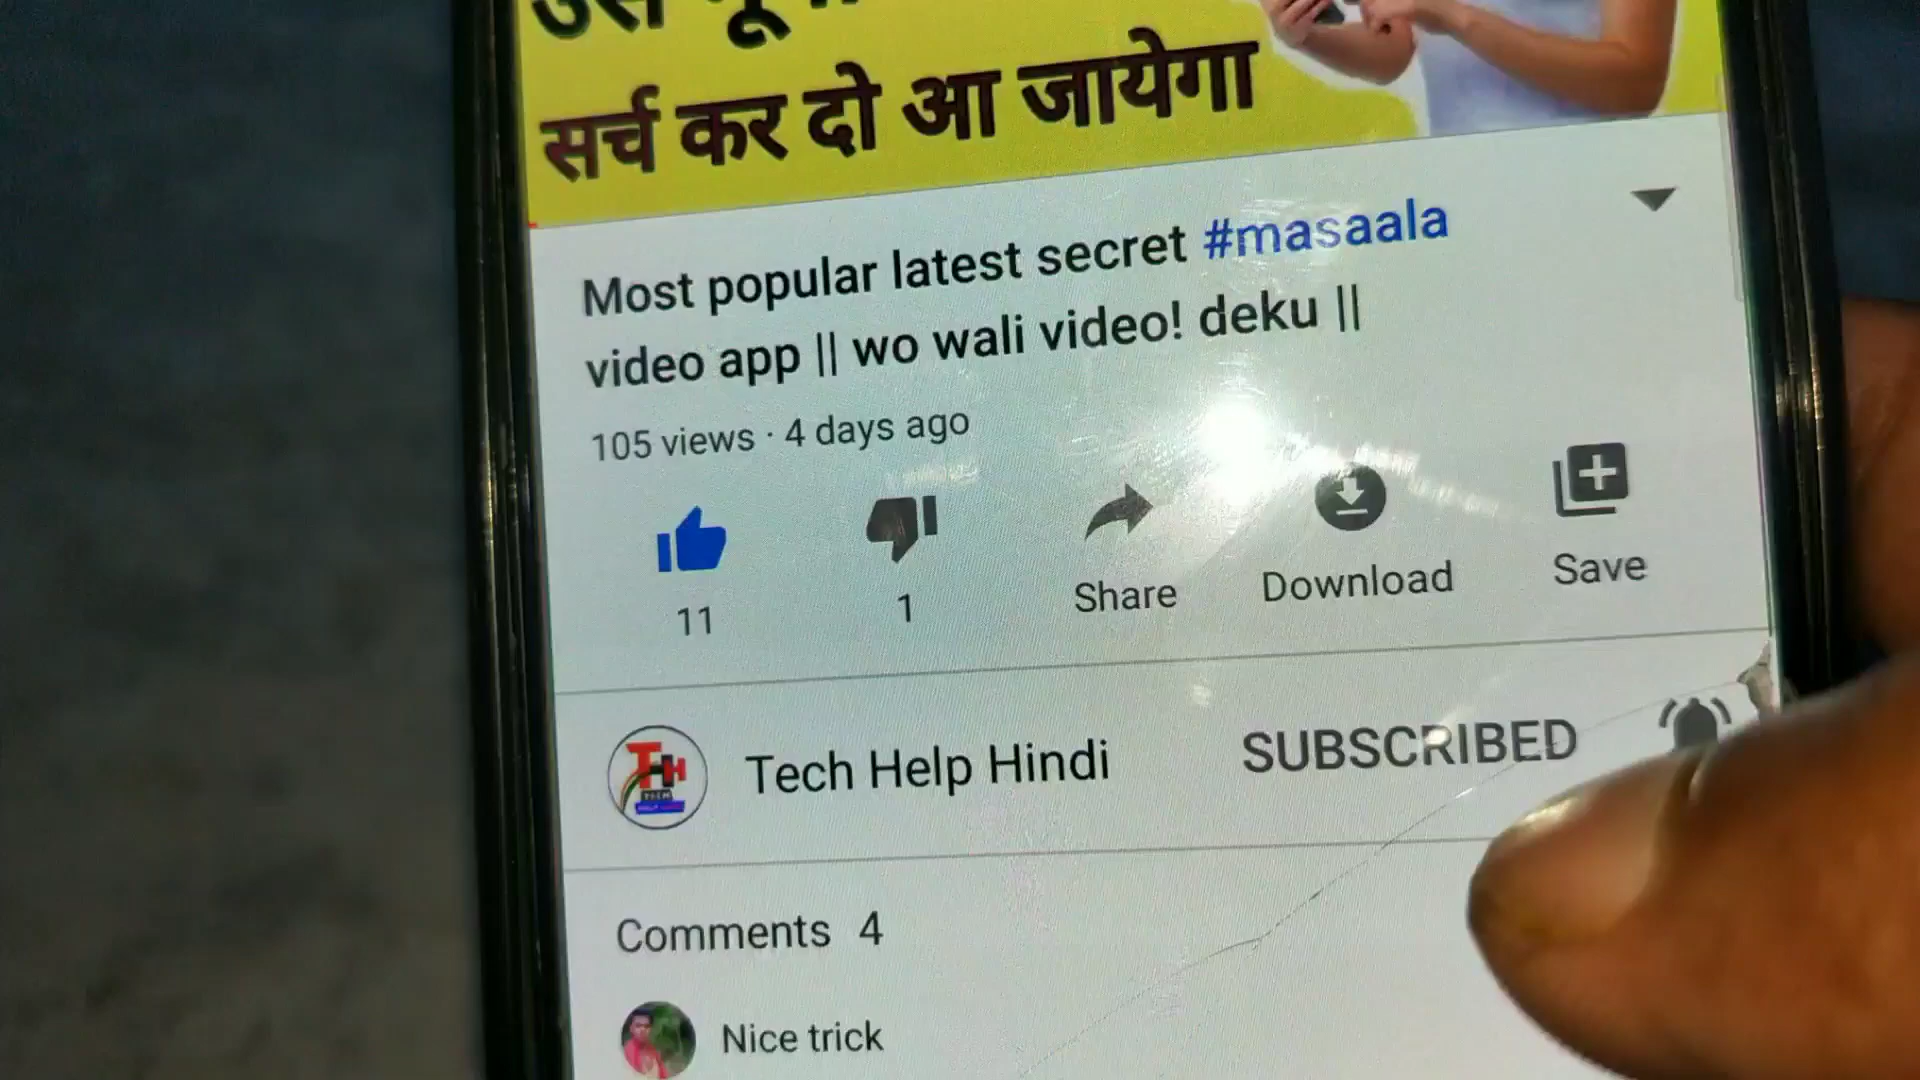 सर्च कर दो आ जायेगा
Most popular latest secret #masaala
video app || wo wali video! deku ||
105 views · 4 days ago
11
1
Share
Download
Save
Tech Help Hindi
SUBSCRIBED
Comments 4
Nice trick